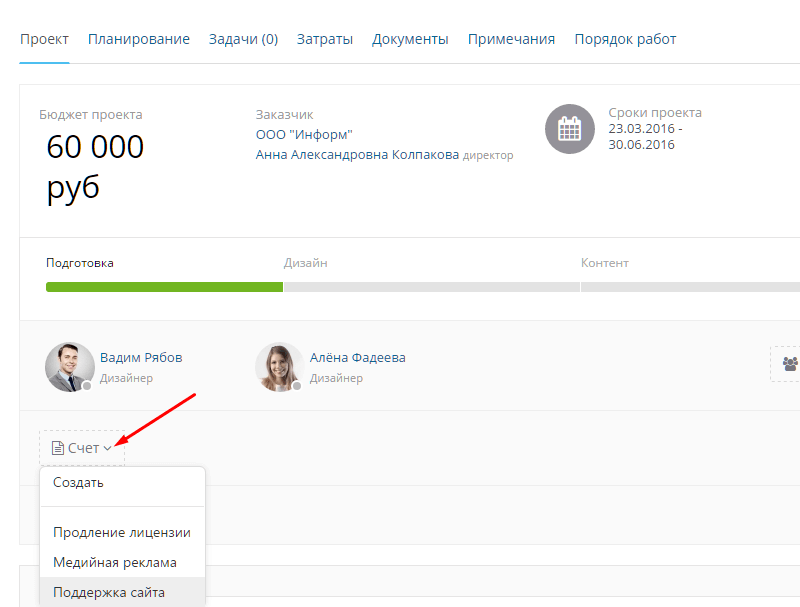 Проект Планирование Задачи (0) Затраты Документы Примечания Порядок работ
Бюджет проекта
60 000
руб
Заказчик
ООО "Информ"
Анна Александровна Колпакова директор
Сроки проекта
23.03.2016 -
30.06.2016
Подготовка Дизайн Контент
Вадим Рябов
Дизайнер
Алёна Фадеева
Дизайнер
Счет
Создать
Продление лицензии
Медийная реклама
Поддержка сайта